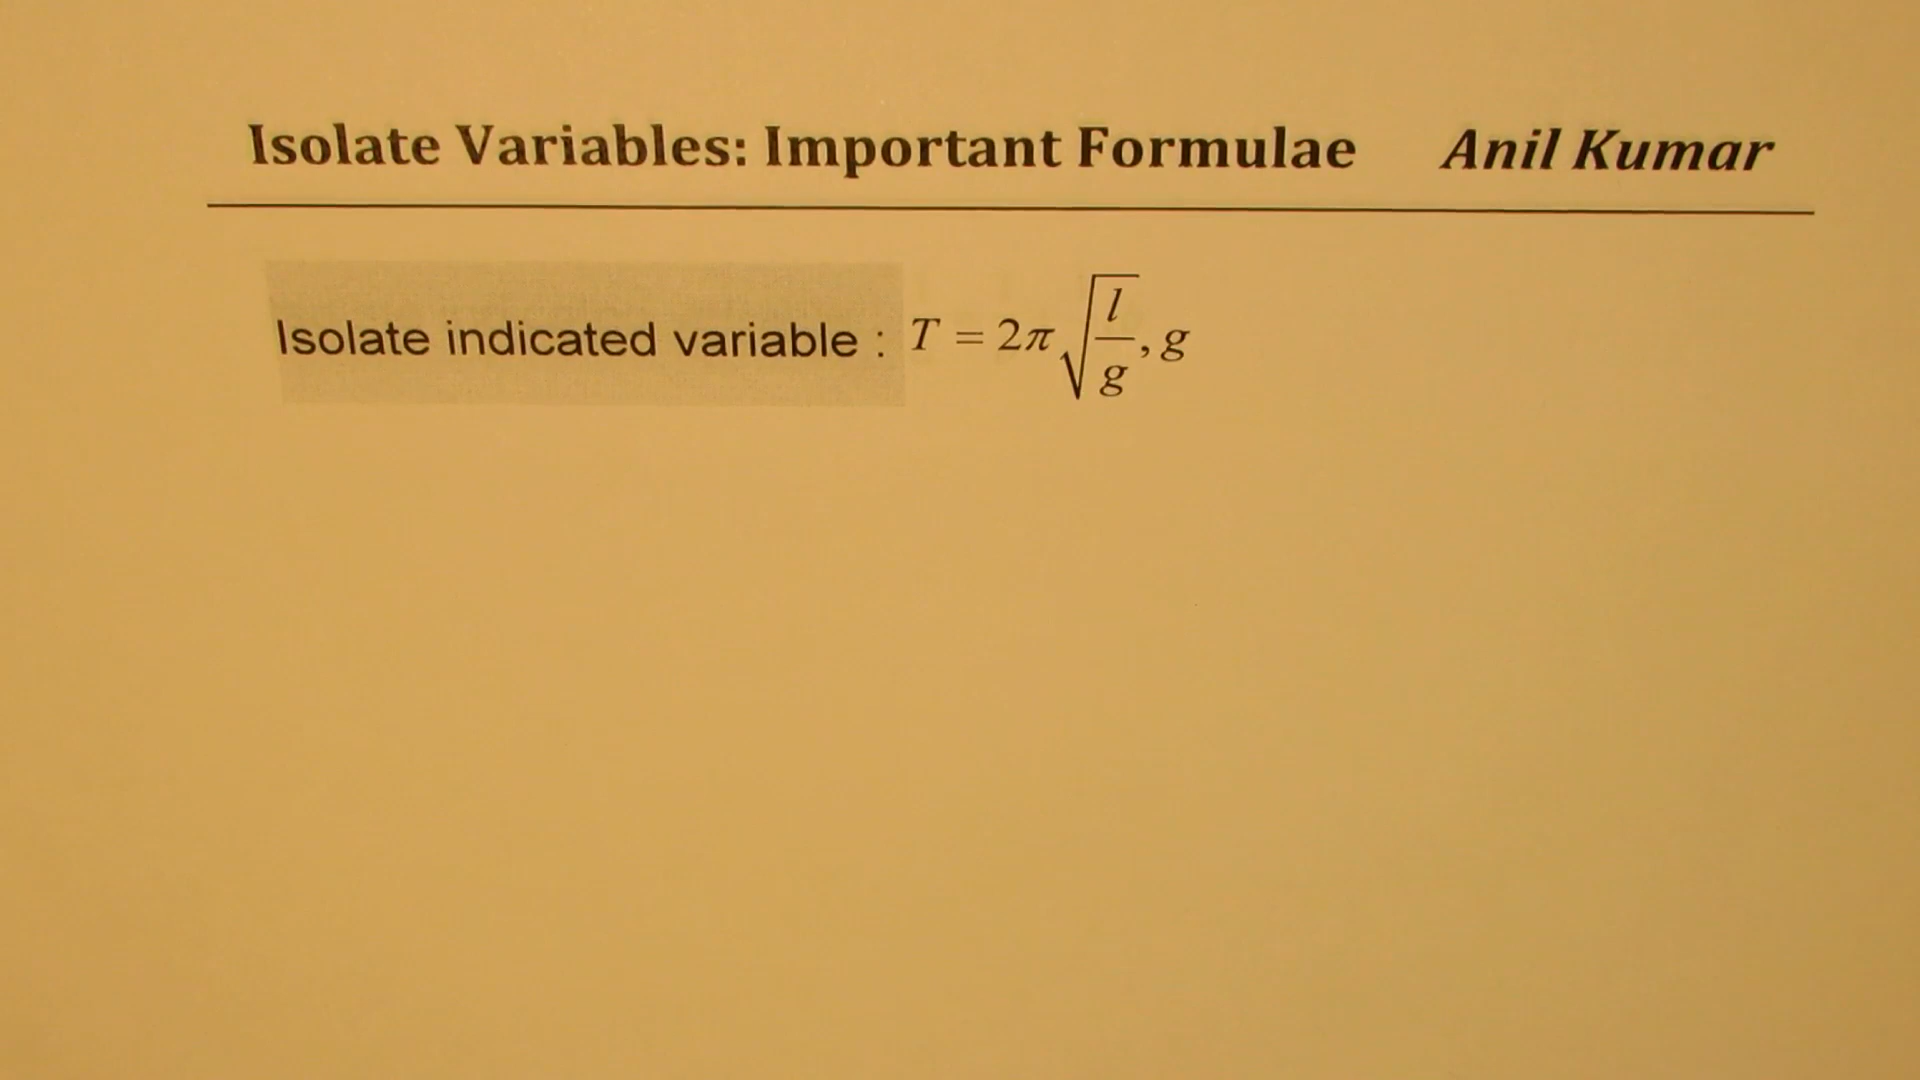 Isolate Variables: Important Formulae Anil Kumar
Isolate indicated variable : T = 2π√(l/g), g